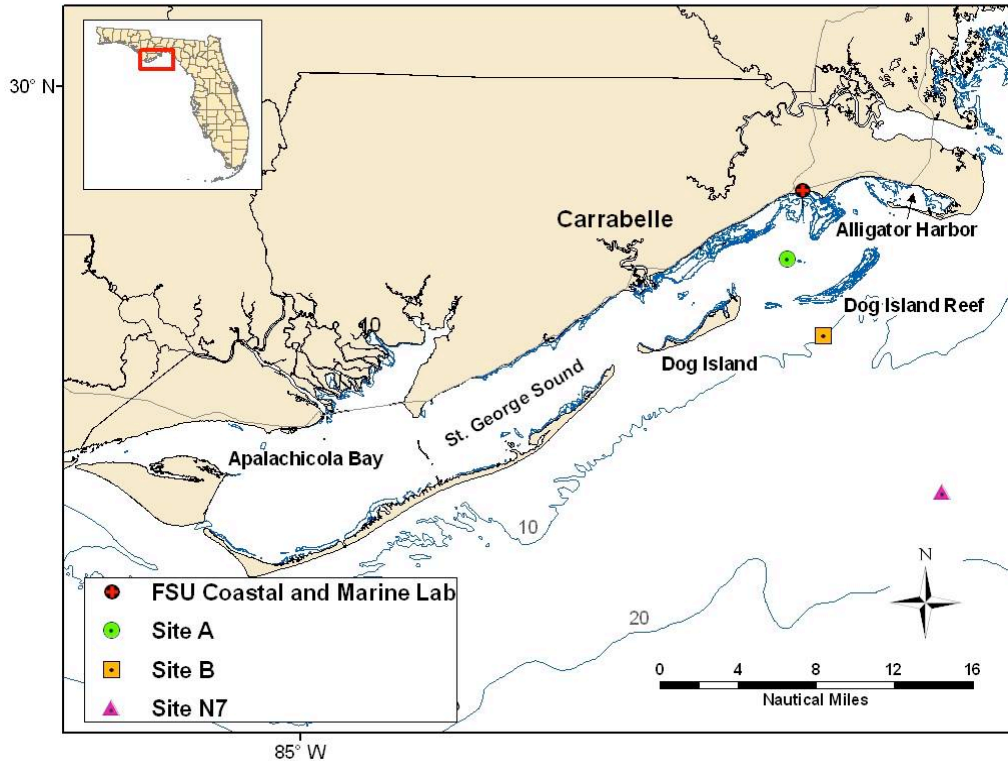 30° N
Carrabelle
Alligator Harbor
10
Dog Island Reef
Dog Island
St. George Sound
Apalachicola Bay
10
N
FSU Coastal and Marine Lab
20
Site A
Site B
0 4 8 12 16
Site N7
Nautical Miles
85° W